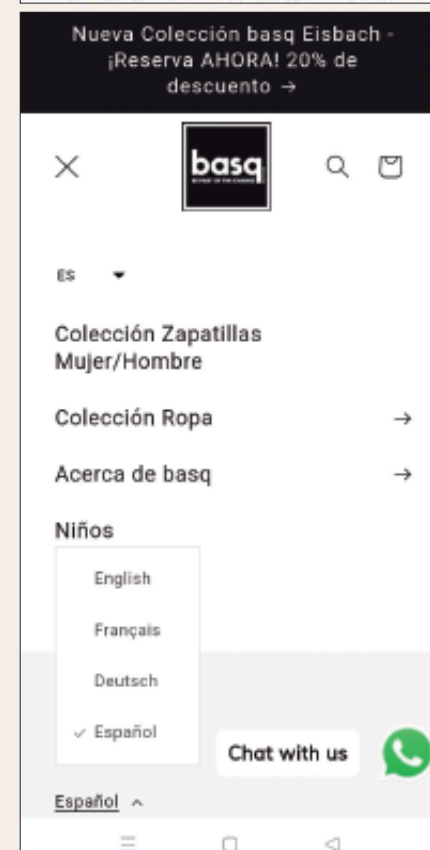 Nueva Colección basq Eisbach -
¡Reserva AHORA! 20% de
descuento →
basq
ES
Colección Zapatillas
Mujer/Hombre
Colección Ropa →
Acerca de basq →
Niños
English
Français
Deutsch
✓ Español
Chat with us
Español